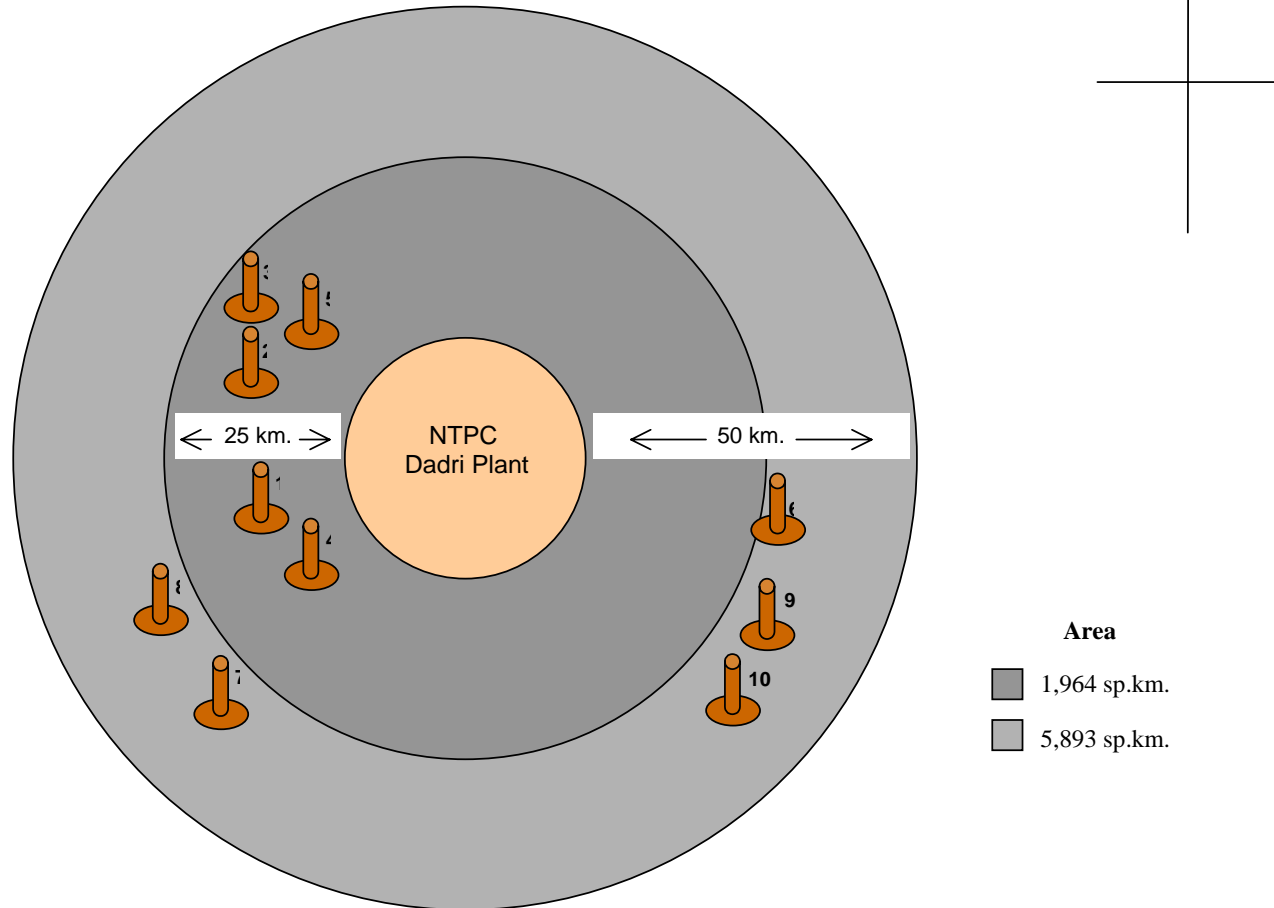 25 km.
NTPC
Dadri Plant
50 km.
9
10
Area
1,964 sp.km.
5,893 sp.km.